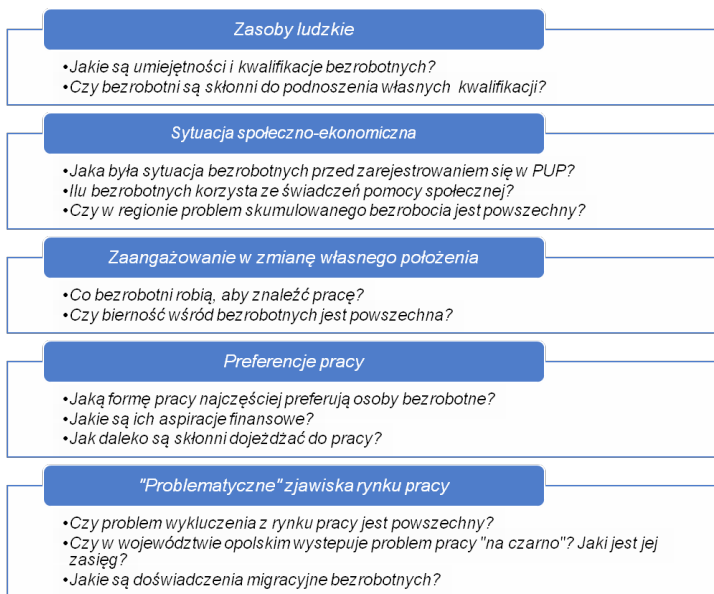 Zasoby ludzkie
•Jakie są umiejętności i kwalifikacje bezrobotnych?
•Czy bezrobotni są skłonni do podnoszenia własnych kwalifikacji?
Sytuacja społeczno-ekonomiczna
•Jaka była sytuacja bezrobotnych przed zarejestrowaniem się w PUP?
•Ilu bezrobotnych korzysta ze świadczeń pomocy społecznej?
•Czy w regionie problem skumulowanego bezrobocia jest powszechny?
Zaangażowanie w zmianę własnego położenia
•Co bezrobotni robią, aby znaleźć pracę?
•Czy bierność wśród bezrobotnych jest powszechna?
Preferencje pracy
•Jaką formę pracy najczęściej preferują osoby bezrobotne?
•Jakie są ich aspiracje finansowe?
•Jak daleko są skłonni dojeżdżać do pracy?
"Problematyczne" zjawiska rynku pracy
•Czy problem wykluczenia z rynku pracy jest powszechny?
•Czy w województwie opolskim wystepuje problem pracy "na czarno"? Jaki jest jej
zasięg?
•Jakie są doświadczenia migracyjne bezrobotnych?